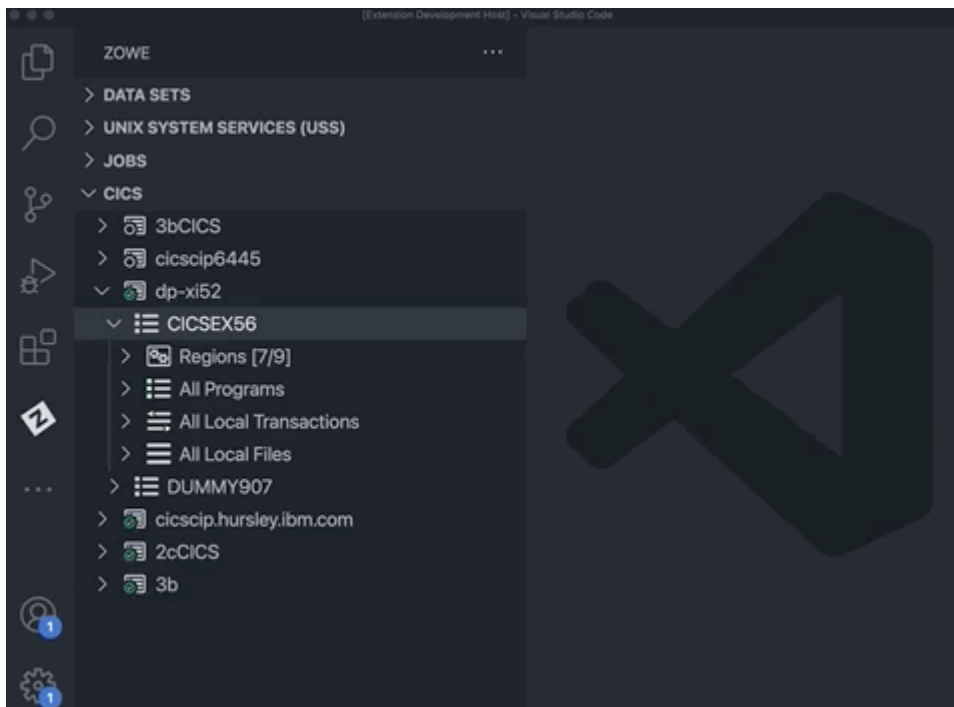 [Extension Development Host] - Visual Studio Code
ZOWE
DATA SETS
UNIX SYSTEM SERVICES (USS)
JOBS
CICS
3bCICS
cicscip6445
dp-xi52
CICSEX56
Regions [7/9]
All Programs
All Local Transactions
All Local Files
DUMMY907
cicscip.hursley.ibm.com
2cCICS
3b
Z
1
1